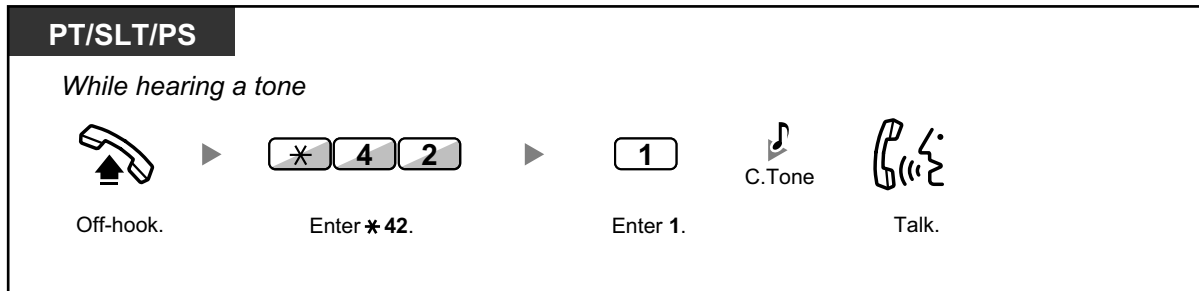 PT/SLT/PS
While hearing a tone
* 4 2
1
C.Tone
Off-hook.
Enter * 42.
Enter 1.
Talk.